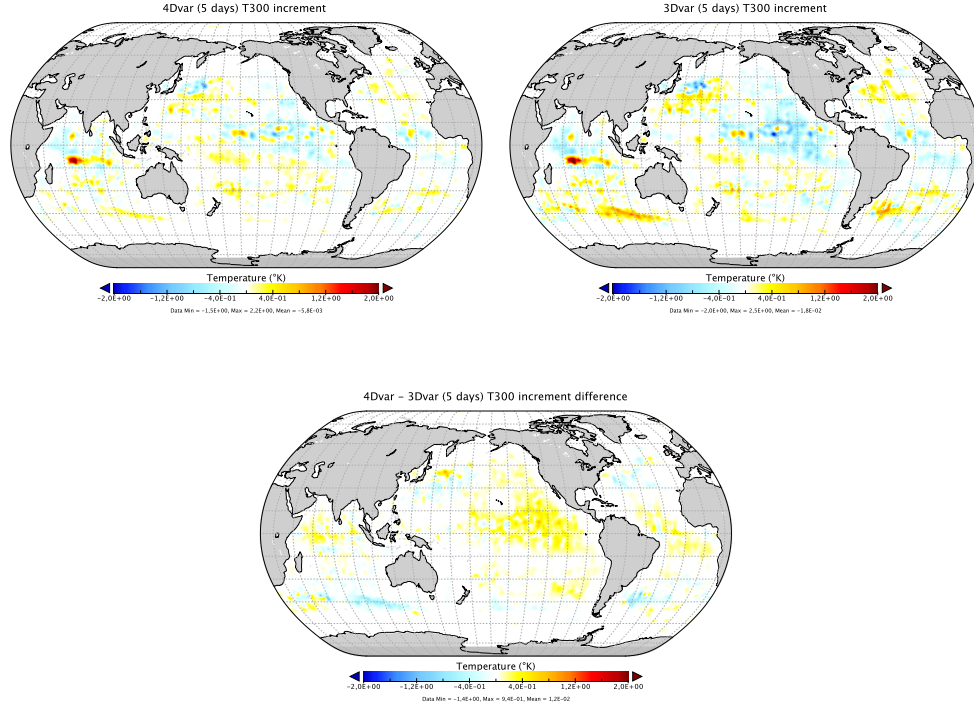 4Dvar (5 days) T300 increment
Temperature (°K)
-2,0E+00 -1,2E+00 -4,0E-01 4,0E-01 1,2E+00 2,0E+00
Data Min = -1,5E+00, Max = 2,2E+00, Mean = -5,8E-03
3Dvar (5 days) T300 increment
Temperature (°K)
-2,0E+00 -1,2E+00 -4,0E-01 4,0E-01 1,2E+00 2,0E+00
Data Min = -2,0E+00, Max = 2,5E+00, Mean = -1,8E-02
4Dvar - 3Dvar (5 days) T300 increment difference
Temperature (°K)
-2,0E+00 -1,2E+00 -4,0E-01 4,0E-01 1,2E+00 2,0E+00
Data Min = -1,4E+00, Max = 9,4E-01, Mean = 1,2E-02